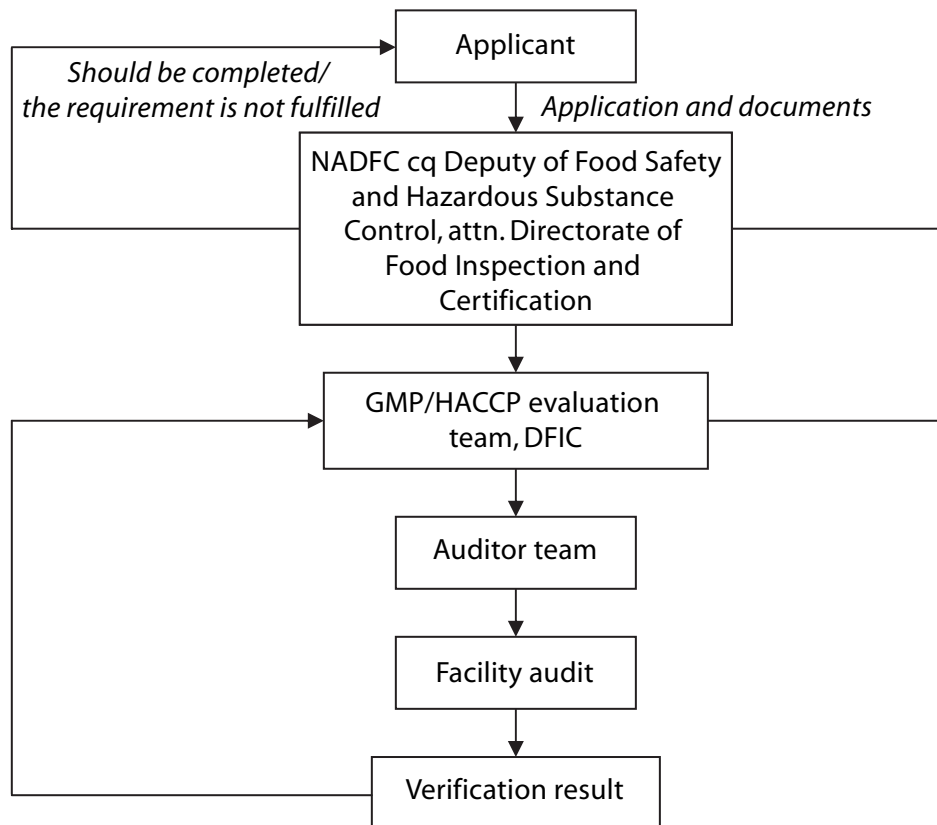 Applicant
Should be completed/
the requirement is not fulfilled
Application and documents
NADFC cq Deputy of Food Safety
and Hazardous Substance
Control, attn. Directorate of
Food Inspection and
Certification
GMP/HACCP evaluation
team, DFIC
Auditor team
Facility audit
Verification result